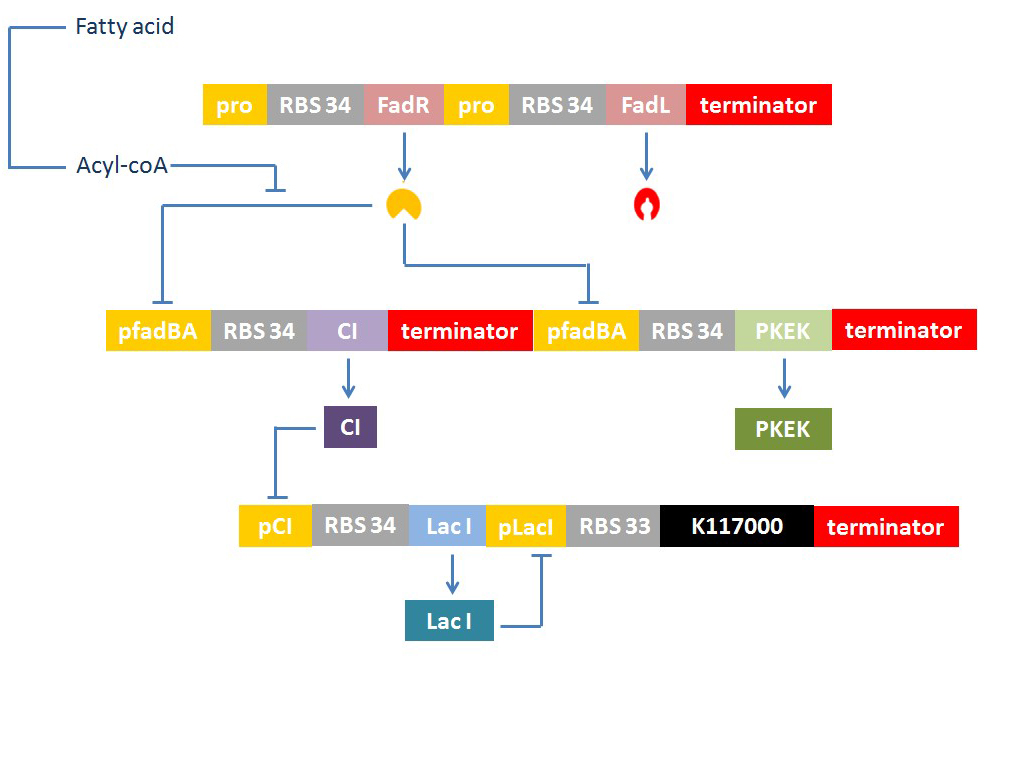 Fatty acid
pro RBS 34 FadR pro RBS 34 FadL terminator
Acyl-coA
pfadBA RBS 34 CI terminator pfadBA RBS 34 PKEK terminator
CI PKEK
pCI RBS 34 Lac I pLacI RBS 33 K117000 terminator
Lac I